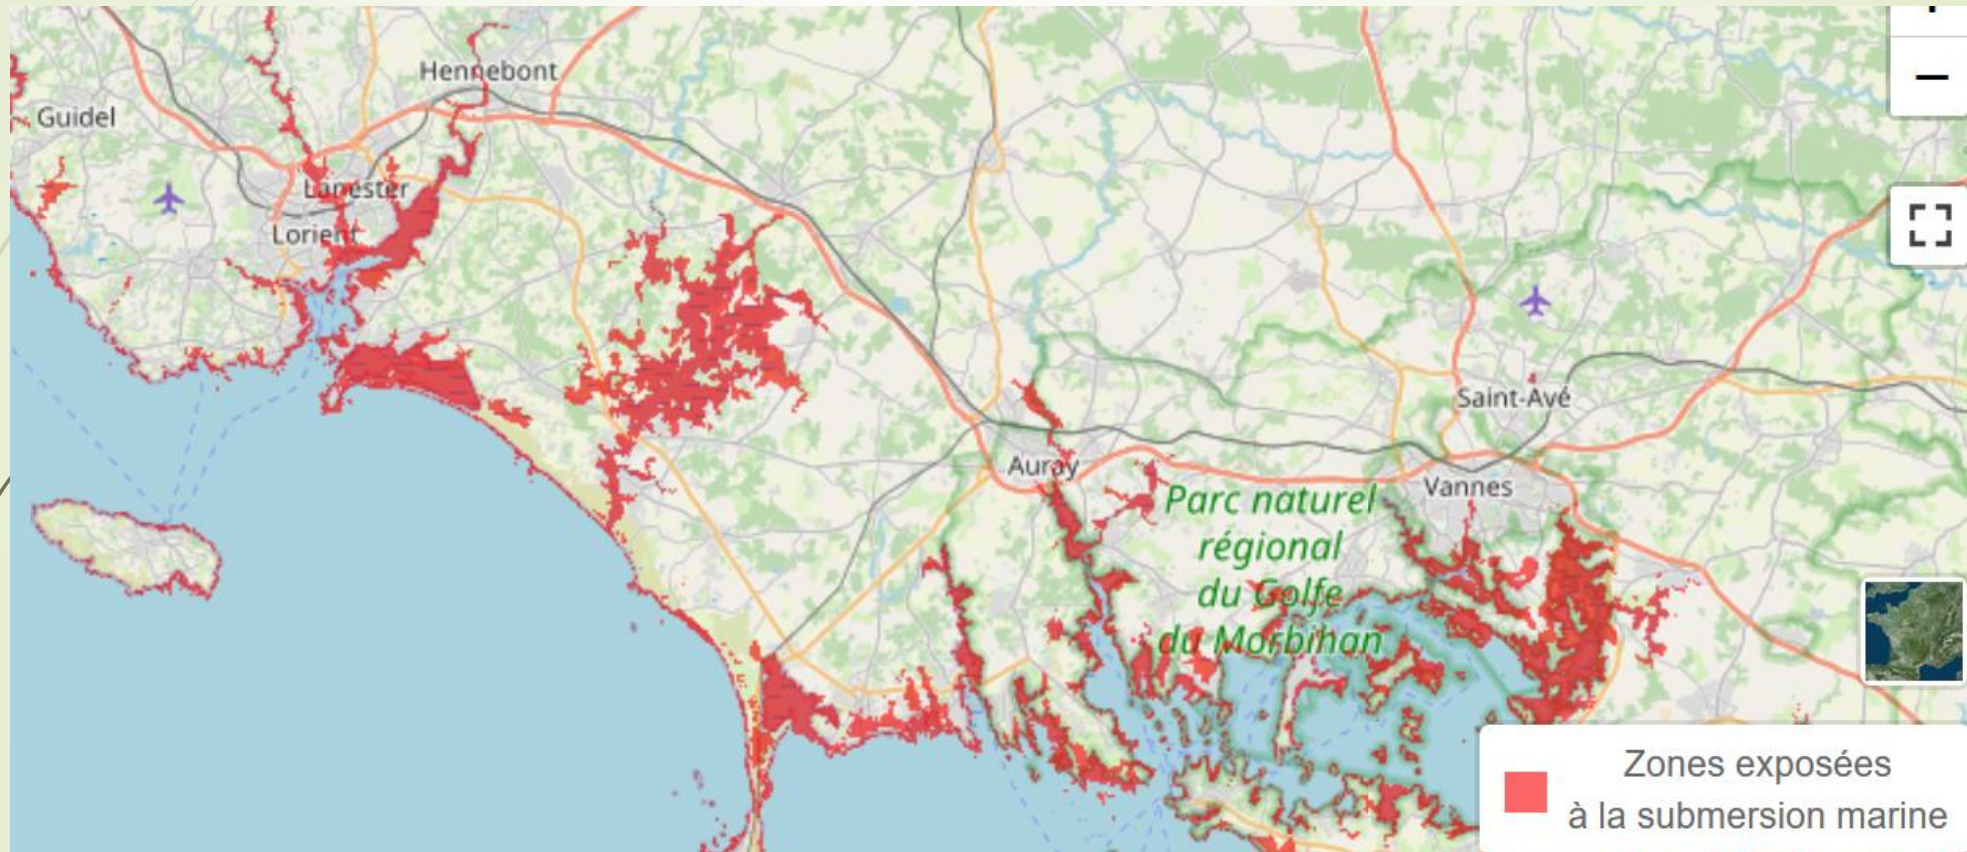 Hennebont
Guidel
Lanester
Lorient
Saint-Avé
Auray
Vannes
Parc naturel
régional
du Golfe
du Morbihan
Zones exposées
à la submersion marine